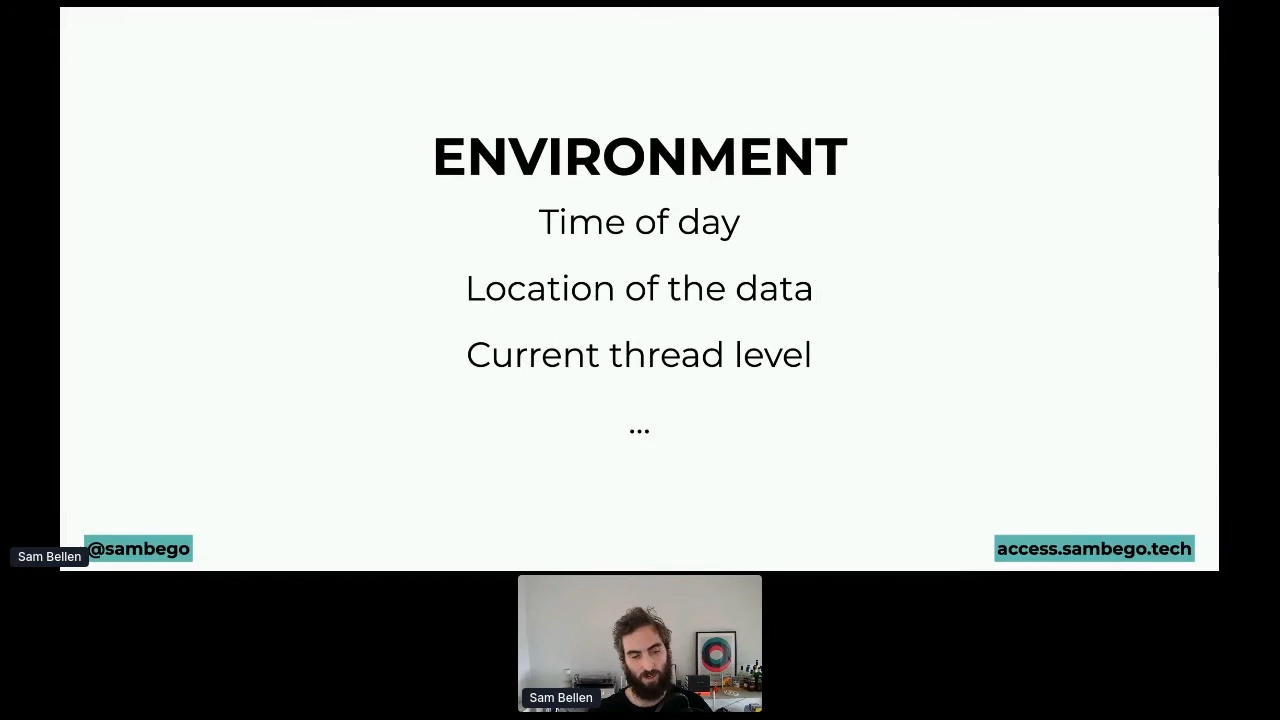 ENVIRONMENT
Time of day
Location of the data
Current thread level
...
@sambego
access.sambego.tech
Sam Bellen
Sam Bellen